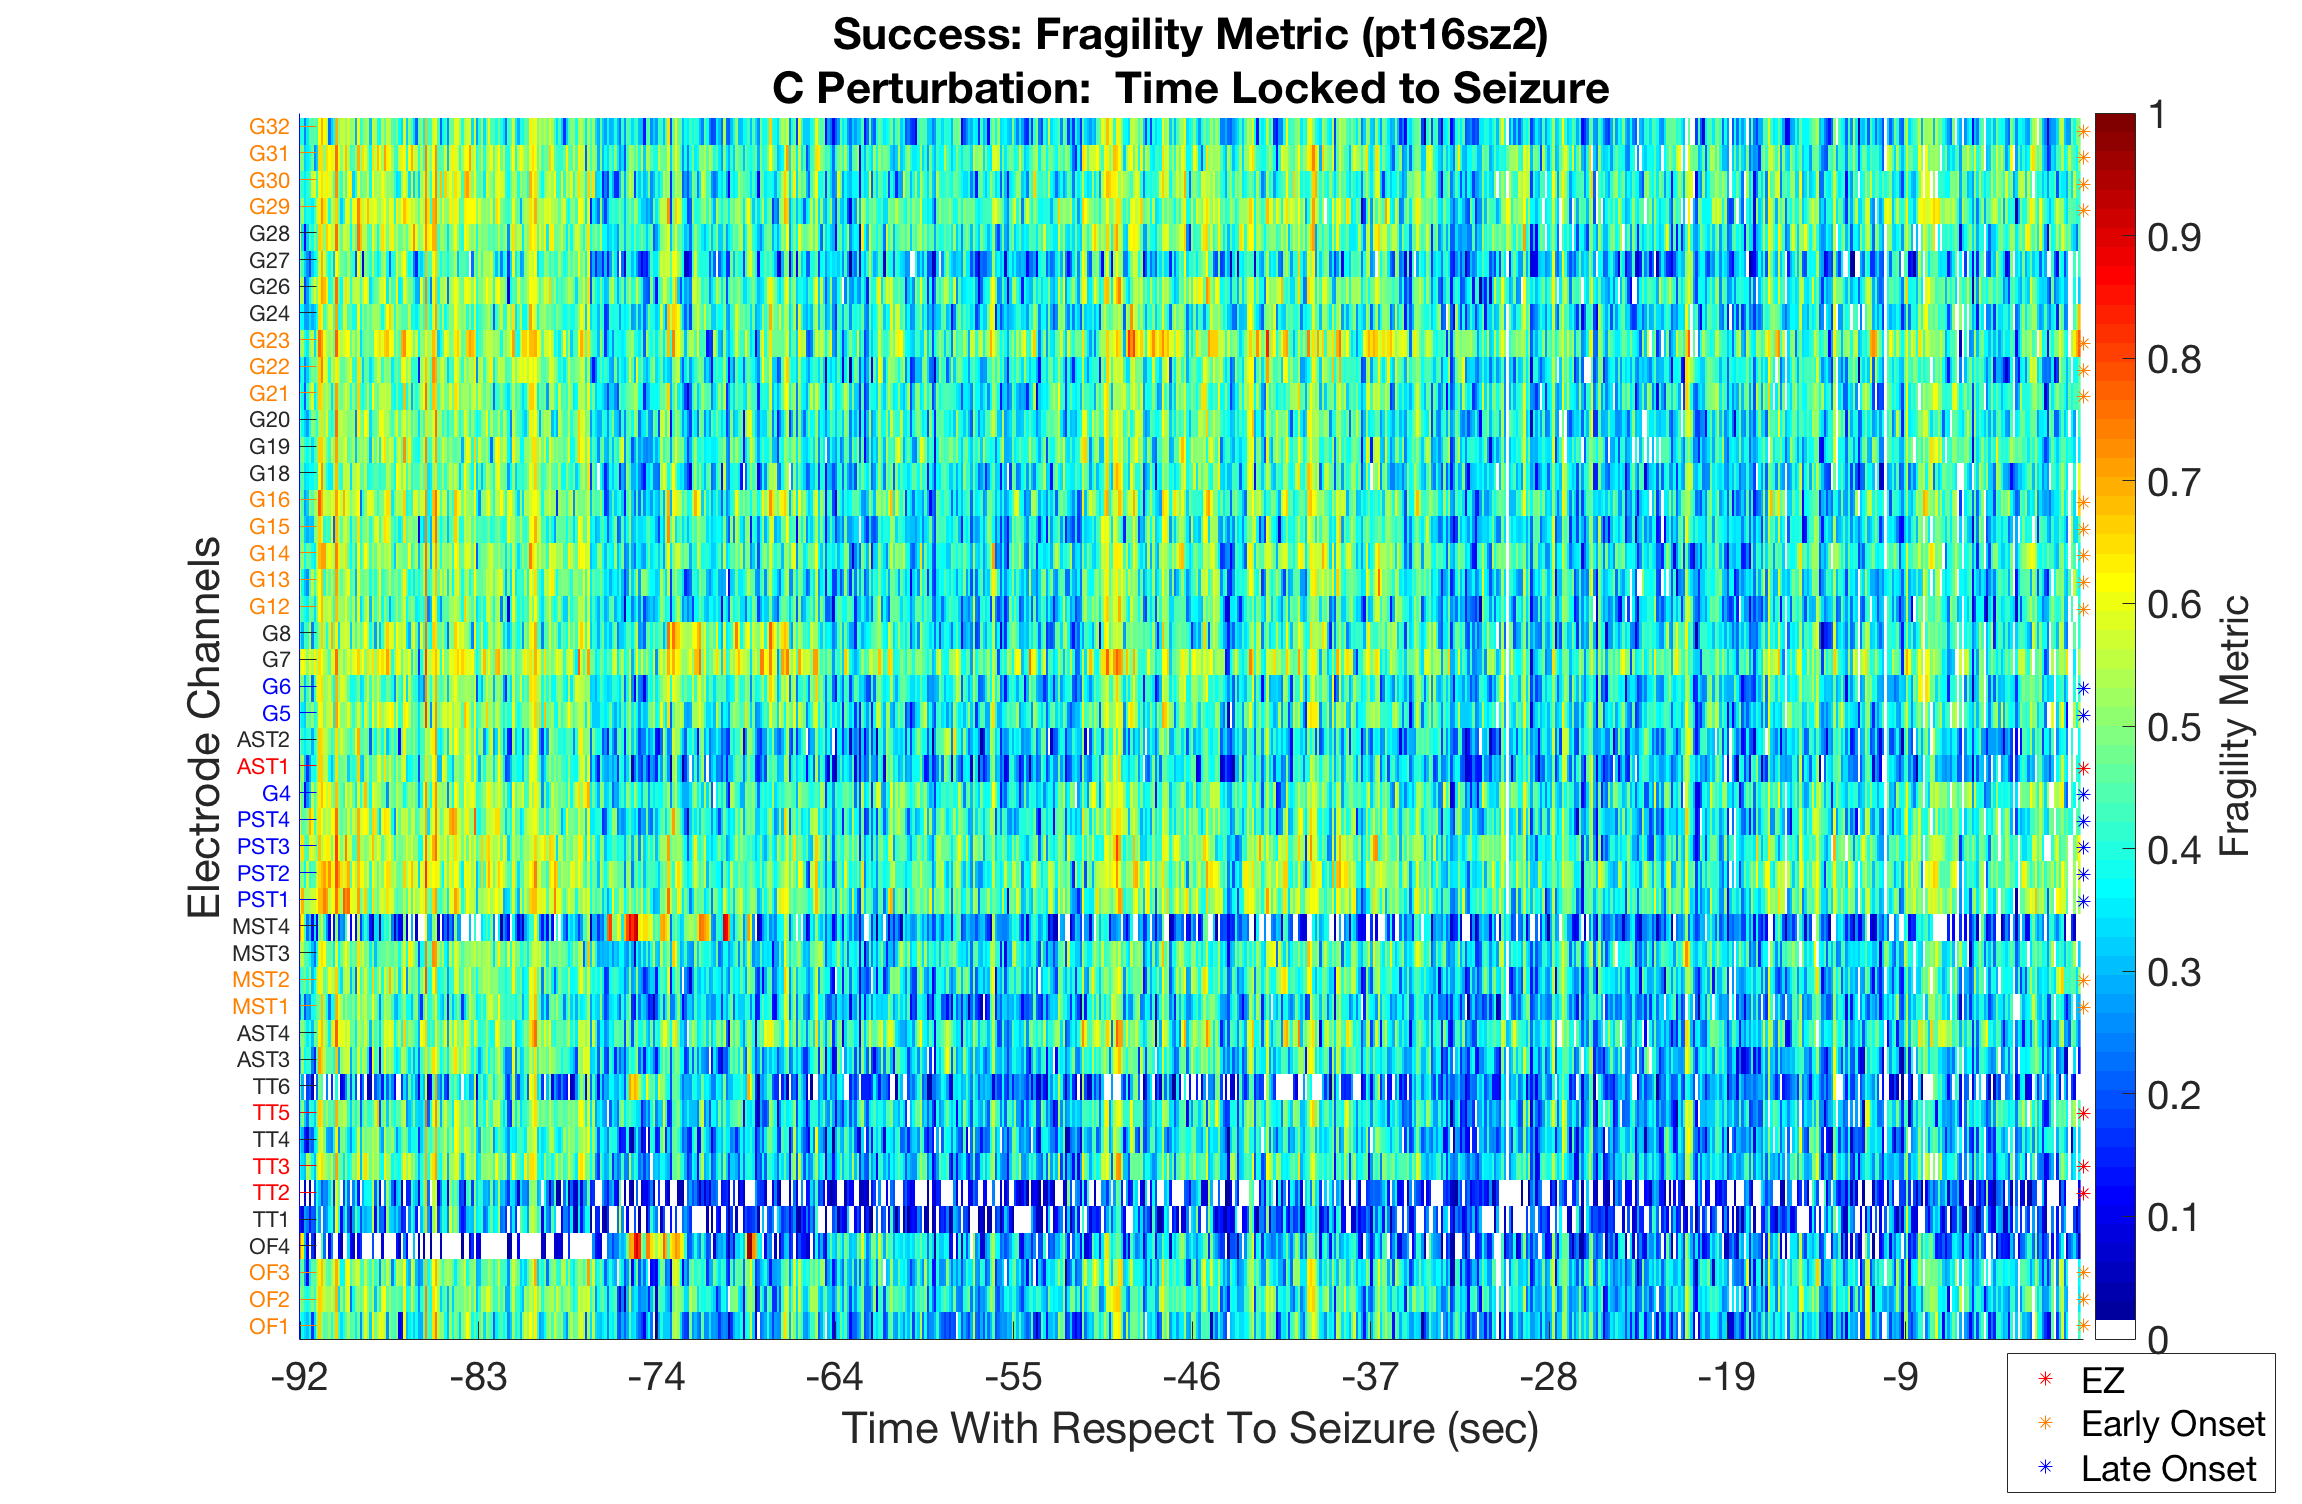 Success: Fragility Metric (pt16sz2)
C Perturbation:  Time Locked to Seizure
Electrode Channels
G32
G31
G30
G29
G28
G27
G26
G24
G23
G22
G21
G20
G19
G18
G16
G15
G14
G13
G12
G8
G7
G6
G5
AST2
AST1
G4
PST4
PST3
PST2
PST1
MST4
MST3
MST2
MST1
AST4
AST3
TT6
TT5
TT4
TT3
TT2
TT1
OF4
OF3
OF2
OF1
-92 -83 -74 -64 -55 -46 -37 -28 -19 -9
Time With Respect To Seizure (sec)
1
0.9
0.8
0.7
0.6
0.5
0.4
0.3
0.2
0.1
0
Fragility Metric
EZ
Early Onset
Late Onset